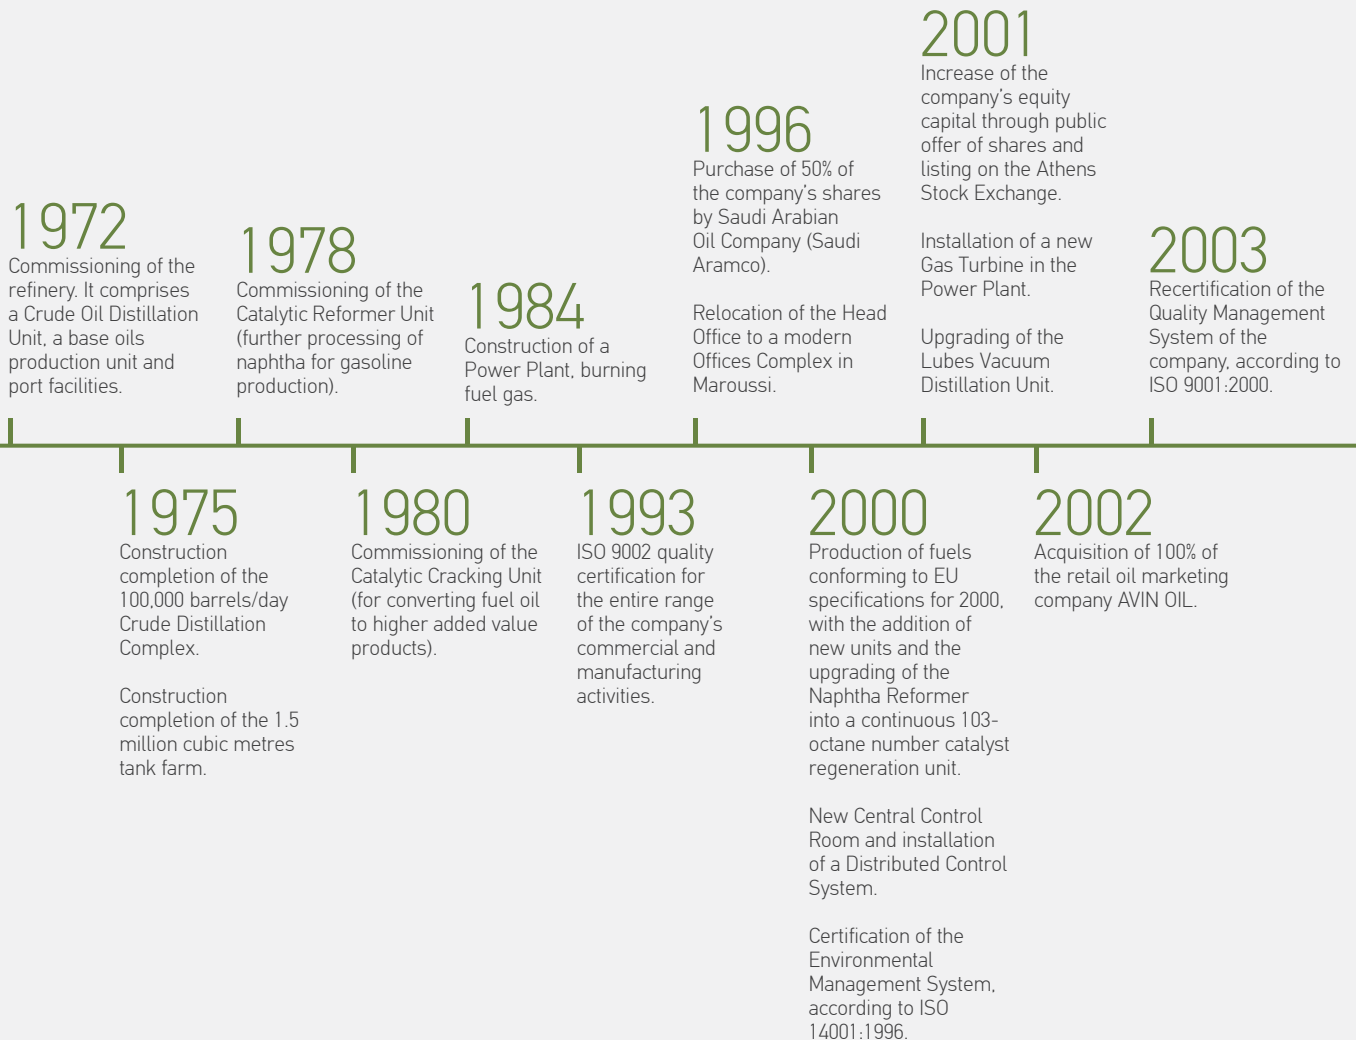 1972
Commissioning of the
refinery. It comprises
a Crude Oil Distillation
Unit, a base oils
production unit and
port facilities.
1975
Construction
completion of the
100,000 barrels/day
Crude Distillation
Complex.
Construction
completion of the 1.5
million cubic metres
tank farm.
1978
Commissioning of the
Catalytic Reformer Unit
(further processing of
naphtha for gasoline
production).
1980
Commissioning of the
Catalytic Cracking Unit
(for converting fuel oil
to higher added value
products).
1984
Construction of a
Power Plant, burning
fuel gas.
1993
ISO 9002 quality
certification for
the entire range
of the company's
commercial and
manufacturing
activities.
1996
Purchase of 50% of
the company's shares
by Saudi Arabian
Oil Company (Saudi
Aramco).
Relocation of the Head
Office to a modern
Offices Complex in
Maroussi.
2000
Production of fuels
conforming to EU
specifications for 2000,
with the addition of
new units and the
upgrading of the
Naphtha Reformer
into a continuous 103-
octane number catalyst
regeneration unit.
New Central Control
Room and installation
of a Distributed Control
System.
Certification of the
Environmental
Management System,
according to ISO
14001:1996.
2001
Increase of the
company's equity
capital through public
offer of shares and
listing on the Athens
Stock Exchange.
Installation of a new
Gas Turbine in the
Power Plant.
Upgrading of the
Lubes Vacuum
Distillation Unit.
2002
Acquisition of 100% of
the retail oil marketing
company AVIN OIL.
2003
Recertification of the
Quality Management
System of the
company, according to
ISO 9001:2000.